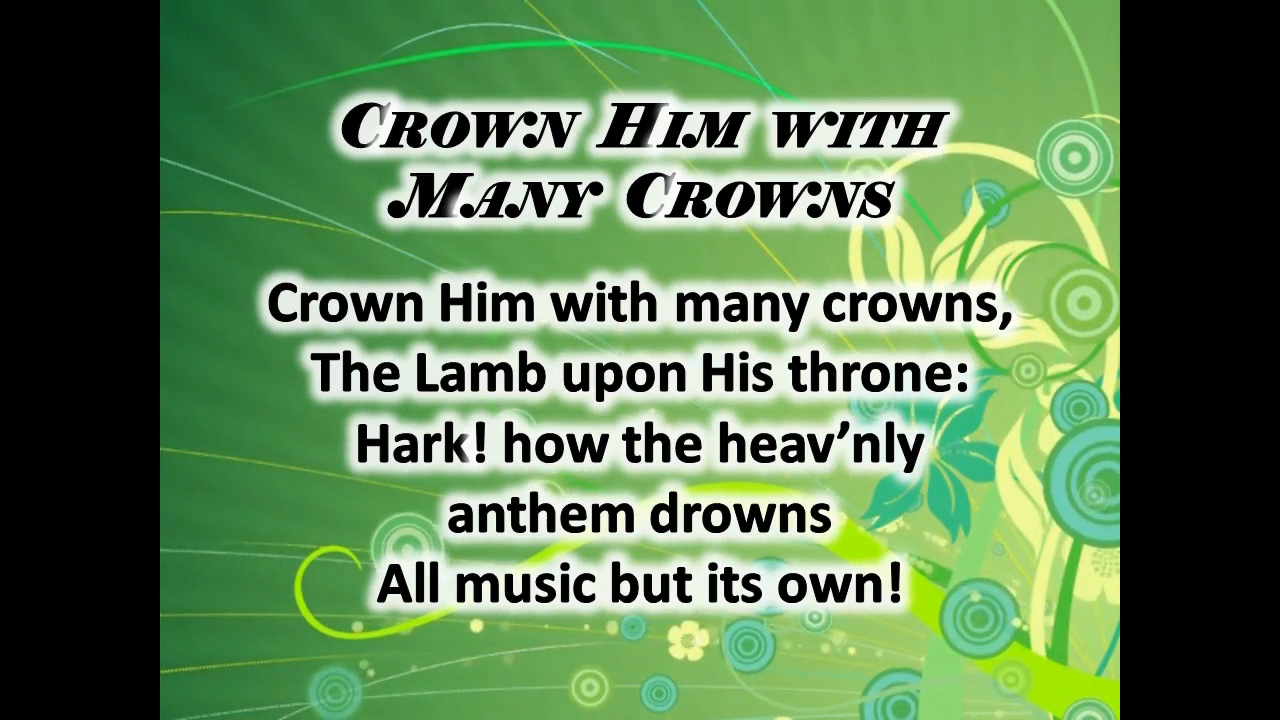 Crown Him with
Many Crowns
Crown Him with many crowns,
The Lamb upon His throne:
Hark! how the heav’nly
anthem drowns
All music but its own!